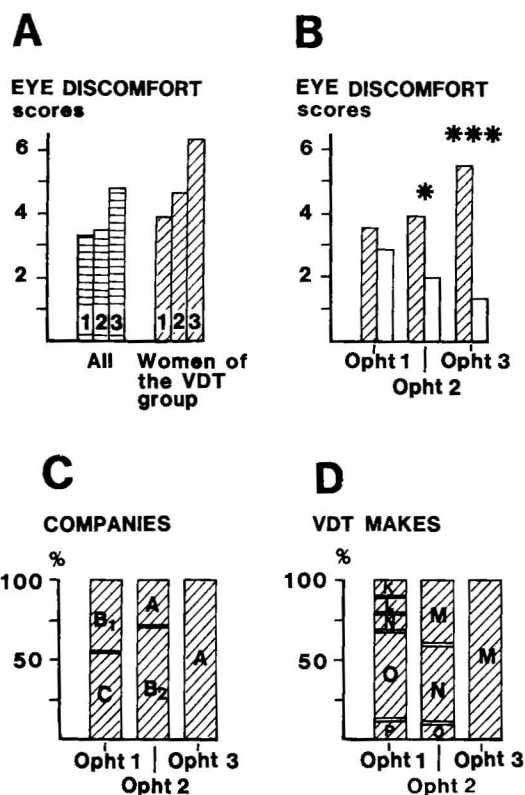 A
EYE DISCOMFORT
scores
6
4
2
1 2 3 1 2 3
All Women of
the VDT
group
B
EYE DISCOMFORT
scores
6
4
2
***
*
Opht 1 Opht 3
Opht 2
C
COMPANIES
%
100
50
B1
C
A
B2
A
Opht 1 Opht 3
Opht 2
D
VDT MAKES
%
100
50
K
O
P
M
N
M
Opht 1 Opht 3
Opht 2